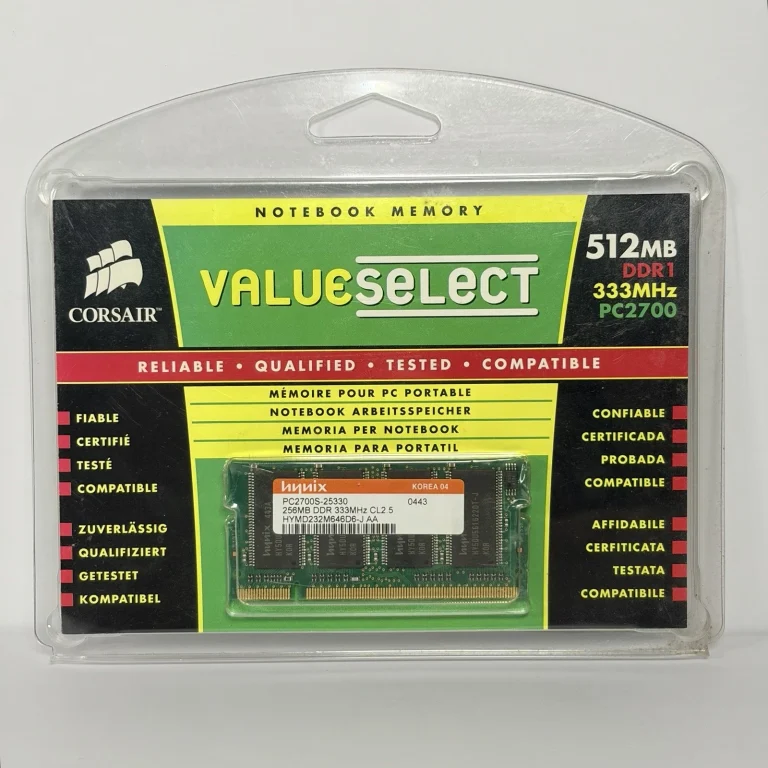 NOTEBOOK MEMORY
CORSAIR™
VALUESELECT
512MB
DDR1
333MHz
PC2700
RELIABLE • QUALIFIED • TESTED • COMPATIBLE
MÉMOIRE POUR PC PORTABLE
NOTEBOOK ARBEITSSPEICHER
MEMORIA PER NOTEBOOK
MEMORIA PARA PORTATIL
FIABLE
CERTIFIÉ
TESTÉ
COMPATIBLE
ZUVERLÄSSIG
QUALIFIZIERT
GETESTET
KOMPATIBEL
CONFIABLE
CERTIFICADA
PROBADA
COMPATIBLE
AFFIDABILE
CERFITICATA
TESTATA
COMPATIBILE
hynix KOREA 04
PC2700S-25330 0443
256MB DDR 333MHz CL2.5
HYMD232M646D6-J AA